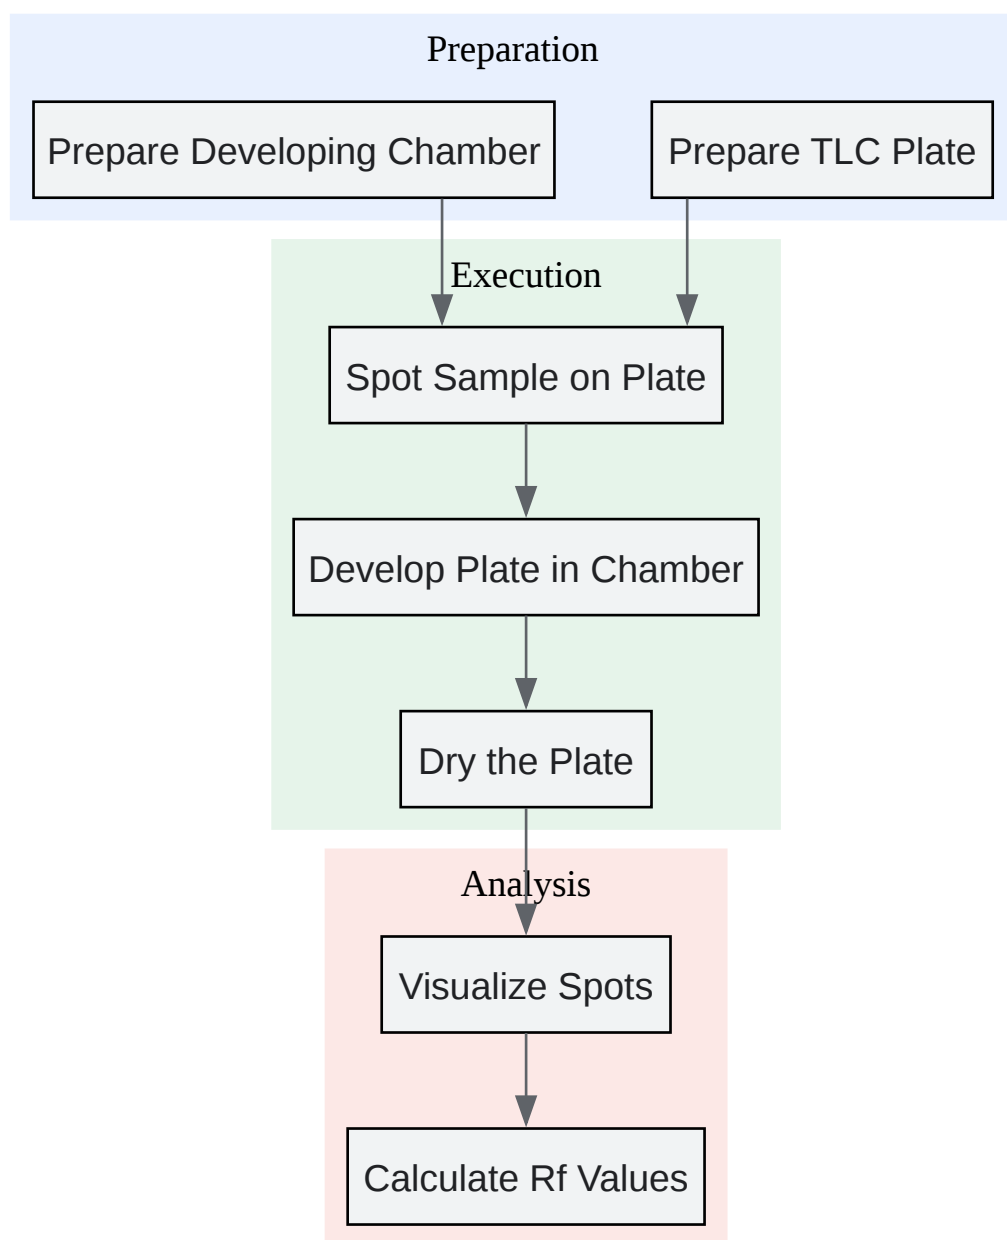 Preparation
Prepare Developing Chamber
Prepare TLC Plate
Execution
Spot Sample on Plate
Develop Plate in Chamber
Dry the Plate
Analysis
Visualize Spots
Calculate Rf Values